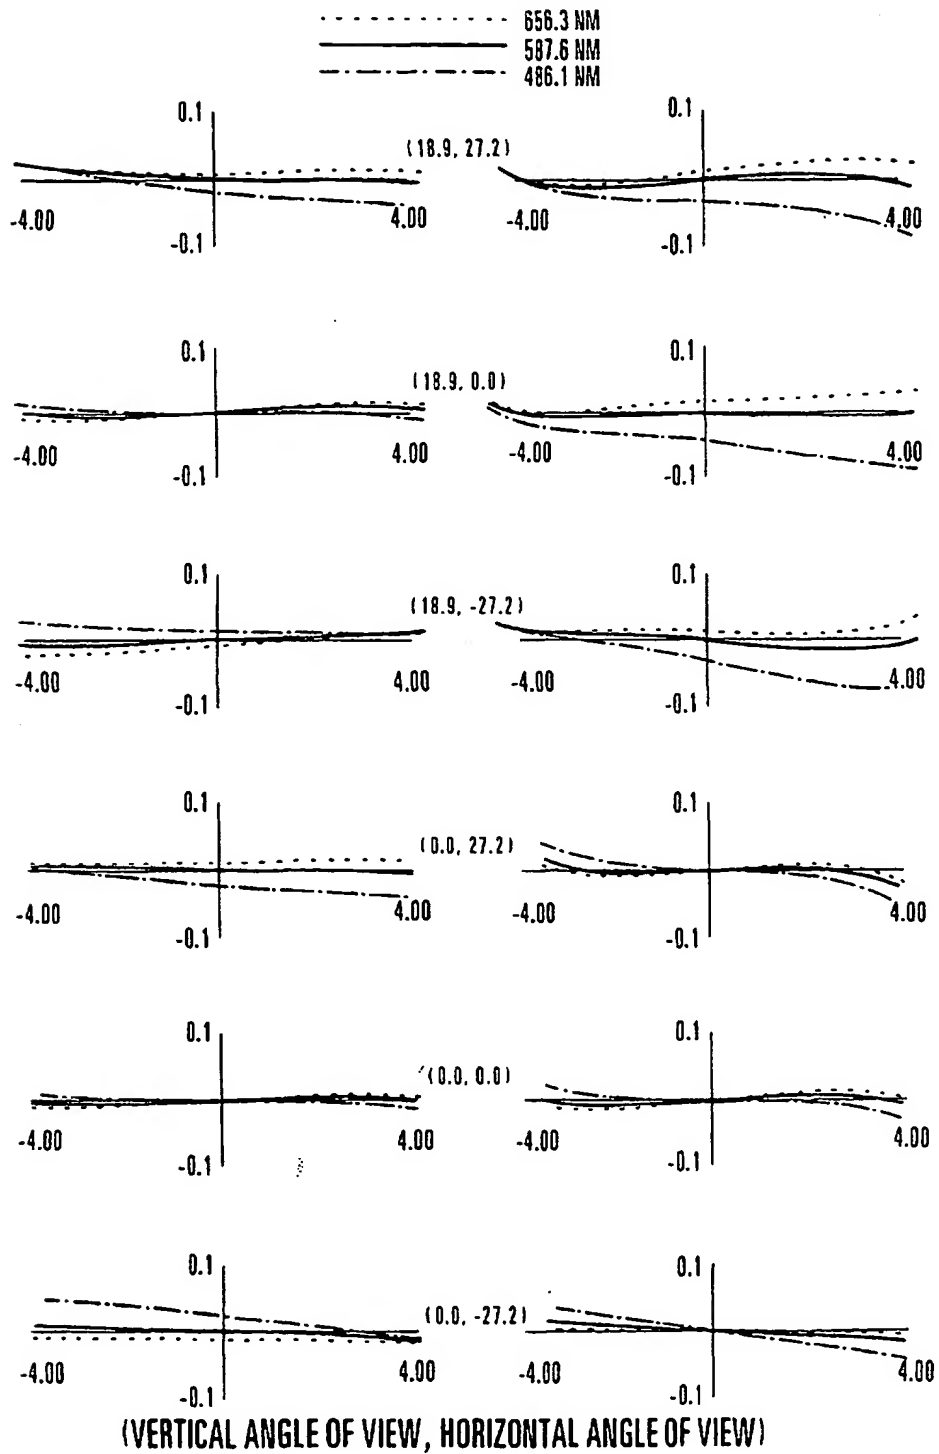 656.3 NM
587.6 NM
486.1 NM
0.1 (18.9, 27.2) 0.1
-4.00 4.00 -4.00 4.00
-0.1 -0.1
0.1 (18.9, 0.0) 0.1
-4.00 4.00 -4.00 4.00
-0.1 -0.1
0.1 (18.9, -27.2) 0.1
-4.00 4.00 -4.00 4.00
-0.1 -0.1
0.1 (0.0, 27.2) 0.1
-4.00 4.00 -4.00 4.00
-0.1 -0.1
0.1 (0.0, 0.0) 0.1
-4.00 4.00 -4.00 4.00
-0.1 -0.1
0.1 (0.0, -27.2) 0.1
-4.00 4.00 -4.00 4.00
-0.1 -0.1
(VERTICAL ANGLE OF VIEW, HORIZONTAL ANGLE OF VIEW)